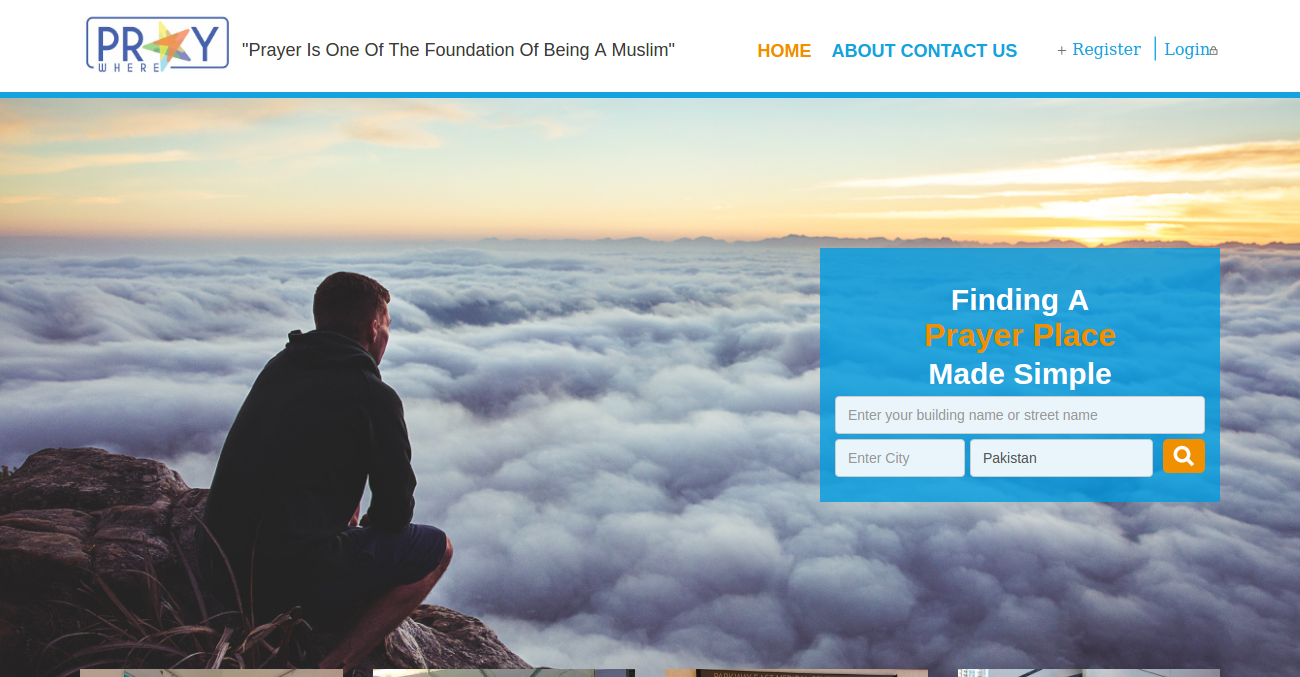 PRAY
WHERE
"Prayer Is One Of The Foundation Of Being A Muslim"
HOME ABOUT CONTACT US
+ Register
Login
Finding A
Prayer Place
Made Simple
Enter your building name or street name
Enter City
Pakistan